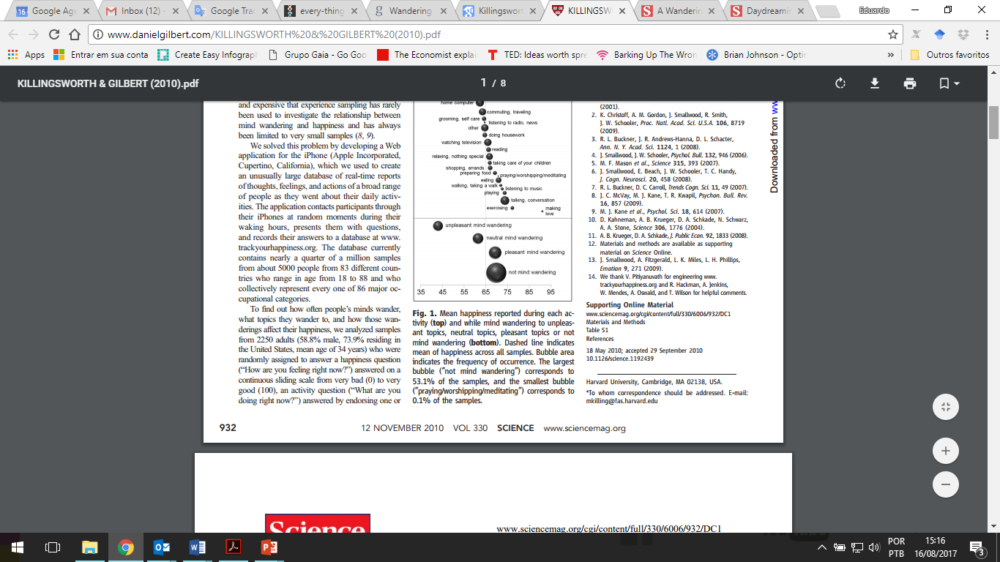 Google Ag
Inbox (12) -
Google Tra
every-thing
Wandering
Killingswor
KILLINGSW
A Wanderin
Daydreami
Eduardo
www.danielgilbert.com/KILLINGSWORTH%20&%20GILBERT%20(2010).pdf
Apps
Entrar em sua conta
Create Easy Infograp
Grupo Gaia - Go Goo
The Economist explai
TED: Ideas worth spre
Barking Up The Wron
Brian Johnson - Opti
»
Outros favoritos
KILLINGSWORTH & GILBERT (2010).pdf
1 / 8
and expensive that experience sampling has rarely
been used to investigate the relationship between
mind wandering and happiness and has always
been limited to very small samples (8, 9).
We solved this problem by developing a Web
application for the iPhone (Apple Incorporated,
Cupertino, California), which we used to create
an unusually large database of real-time reports
of thoughts, feelings, and actions of a broad range
of people as they went about their daily activ-
ities. The application contacts participants through
their iPhones at random moments during their
waking hours, presents them with questions,
and records their answers to a database at www.
trackyourhappiness.org. The database currently
contains nearly a quarter of a million samples
from about 5000 people from 83 different coun-
tries who range in age from 18 to 88 and who
collectively represent every one of 86 major oc-
cupational categories.
To find out how often people's minds wander,
what topics they wander to, and how those wan-
derings affect their happiness, we analyzed samples
from 2250 adults (58.8% male, 73.9% residing in
the United States, mean age of 34 years) who were
randomly assigned to answer a happiness question
("How are you feeling right now?") answered on a
continuous sliding scale from very bad (0) to very
good (100), an activity question ("What are you
doing right now?") answered by endorsing one or
home computer
commuting, traveling
grooming, self care
listening to radio, news
other
doing housework
watching television
reading
relaxing, nothing special
taking care of your children
shopping, errands
preparing food
praying/worshipping/meditating
eating
walking, taking a walk
listening to music
playing
talking, conversation
exercising
making
love
unpleasant mind wandering
neutral mind wandering
pleasant mind wandering
not mind wandering
35 45 55 65 75 85 95
Fig. 1. Mean happiness reported during each ac-
tivity (top) and while mind wandering to unpleas-
ant topics, neutral topics, pleasant topics or not
mind wandering (bottom). Dashed line indicates
mean of happiness across all samples. Bubble area
indicates the frequency of occurrence. The largest
bubble ("not mind wandering") corresponds to
53.1% of the samples, and the smallest bubble
("praying/worshipping/meditating") corresponds to
0.1% of the samples.
(2001).
2. K. Christoff, A. M. Gordon, J. Smallwood, R. Smith,
J. W. Schooler, Proc. Natl. Acad. Sci. U.S.A. 106, 8719
(2009).
3. R. L. Buckner, J. R. Andrews-Hanna, D. L. Schacter,
Ann. N. Y. Acad. Sci. 1124, 1 (2008).
4. J. Smallwood, J. W. Schooler, Psychol. Bull. 132, 946 (2006).
5. M. F. Mason et al., Science 315, 393 (2007).
6. J. Smallwood, E. Beach, J. W. Schooler, T. C. Handy,
J. Cogn. Neurosci. 20, 458 (2008).
7. R. L. Buckner, D. C. Carroll, Trends Cogn. Sci. 11, 49 (2007).
8. J. C. McVay, M. J. Kane, T. R. Kwapil, Psychon. Bull. Rev.
16, 857 (2009).
9. M. J. Kane et al., Psychol. Sci. 18, 614 (2007).
10. D. Kahneman, A. B. Krueger, D. A. Schkade, N. Schwarz,
A. A. Stone, Science 306, 1776 (2004).
11. A. B. Krueger, D. A. Schkade, J. Public Econ. 92, 1833 (2008).
12. Materials and methods are available as supporting
material on Science Online.
13. J. Smallwood, A. Fitzgerald, L. K. Miles, L. H. Phillips,
Emotion 9, 271 (2009).
14. We thank V. Pitiyanuvath for engineering www.
trackyourhappiness.org and R. Hackman, A. Jenkins,
W. Mendes, A. Oswald, and T. Wilson for helpful comments.
Supporting Online Material
www.sciencemag.org/cgi/content/full/330/6006/932/DC1
Materials and Methods
Table S1
References
18 May 2010; accepted 29 September 2010
10.1126/science.1192439
Harvard University, Cambridge, MA 02138, USA.
*To whom correspondence should be addressed. E-mail:
mkilling@fas.harvard.edu
Downloaded from ww
932
12 NOVEMBER 2010 VOL 330 SCIENCE www.sciencemag.org
Science
www.sciencemag.org/cgi/content/full/330/6006/932/DC1
POR
PTB
15:16
16/08/2017
3